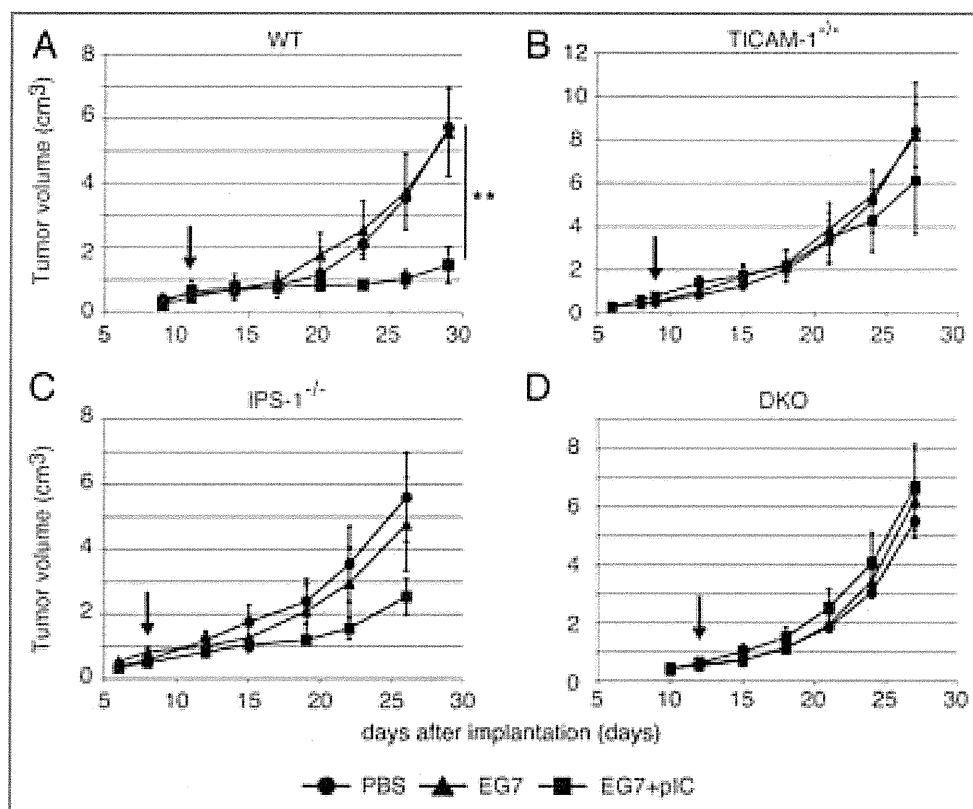 A
WT
Tumor volume (cm3)
8
6
4
2
0
5 10 15 20 25 30
**
B
TICAM-1-/-
12
10
8
6
4
2
0
5 10 15 20 25 30
C
IPS-1-/-
Tumor volume (cm3)
8
6
4
2
0
5 10 15 20 25 30
D
DKO
8
6
4
2
0
5 10 15 20 25 30
days after implantation (days)
PBS EG7 EG7+pIC